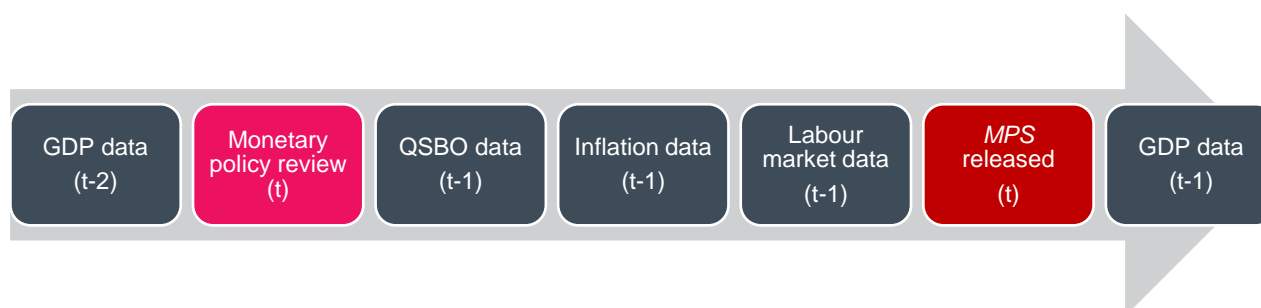 GDP data
(t-2)
Monetary
policy review
(t)
QSBO data
(t-1)
Inflation data
(t-1)
Labour
market data
(t-1)
MPS
released
(t)
GDP data
(t-1)